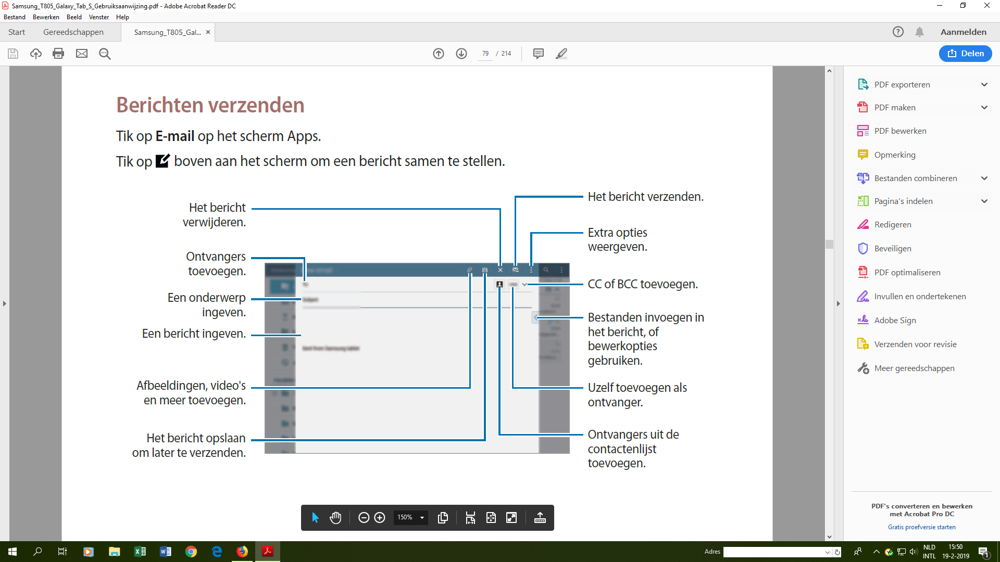 Samsung_T805_Galaxy_Tab_S_Gebruiksaanwijzing.pdf - Adobe Acrobat Reader DC
Bestand Bewerken Beeld Venster Help
Start Gereedschappen Samsung_T805_Gal... Aanmelden
79 / 214 Delen
Berichten verzenden
Tik op E-mail op het scherm Apps.
Tik op boven aan het scherm om een bericht samen te stellen.
Het bericht
verwijderen.
Ontvangers
toevoegen.
Een onderwerp
ingeven.
Een bericht ingeven.
Afbeeldingen, video's
en meer toevoegen.
Het bericht opslaan
om later te verzenden.
Subject
Sent from Samsung tablet
Het bericht verzenden.
Extra opties
weergeven.
CC of BCC toevoegen.
Bestanden invoegen in
het bericht, of
bewerkopties
gebruiken.
Uzelf toevoegen als
ontvanger.
Ontvangers uit de
contactenlijst
toevoegen.
150%
PDF exporteren
PDF maken
PDF bewerken
Opmerking
Bestanden combineren
Pagina's indelen
Redigeren
Beveiligen
PDF optimaliseren
Invullen en ondertekenen
Adobe Sign
Verzenden voor revisie
Meer gereedschappen
PDF's converteren en bewerken
met Acrobat Pro DC
Gratis proefversie starten
Adres
NLD
INTL
15:50
19-2-2019
1